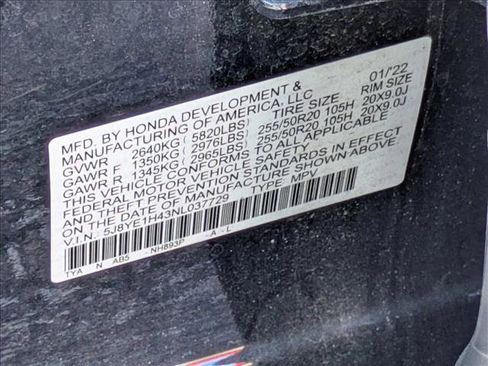 MFD. BY HONDA DEVELOPMENT & 01/'22
MANUFACTURING OF AMERICA, LLC RIM SIZE
GVWR 2640KG( 5820LBS) TIRE SIZE
GAWR F 1350KG( 2976LBS) 255/50R20 105H 20X9.0J
GAWR R 1345KG( 2965LBS) 255/50R20 105H 20X9.0J
THIS VEHICLE CONFORMS TO ALL APPLICABLE
FEDERAL MOTOR VEHICLE SAFETY
AND THEFT PREVENTION STANDARDS IN EFFECT
ON THE DATE OF MANUFACTURE SHOWN ABOVE
V.I.N. 5J8YE1H43NL037729 TYPE: MPV
TYA N AB5 -NH893P -A -L